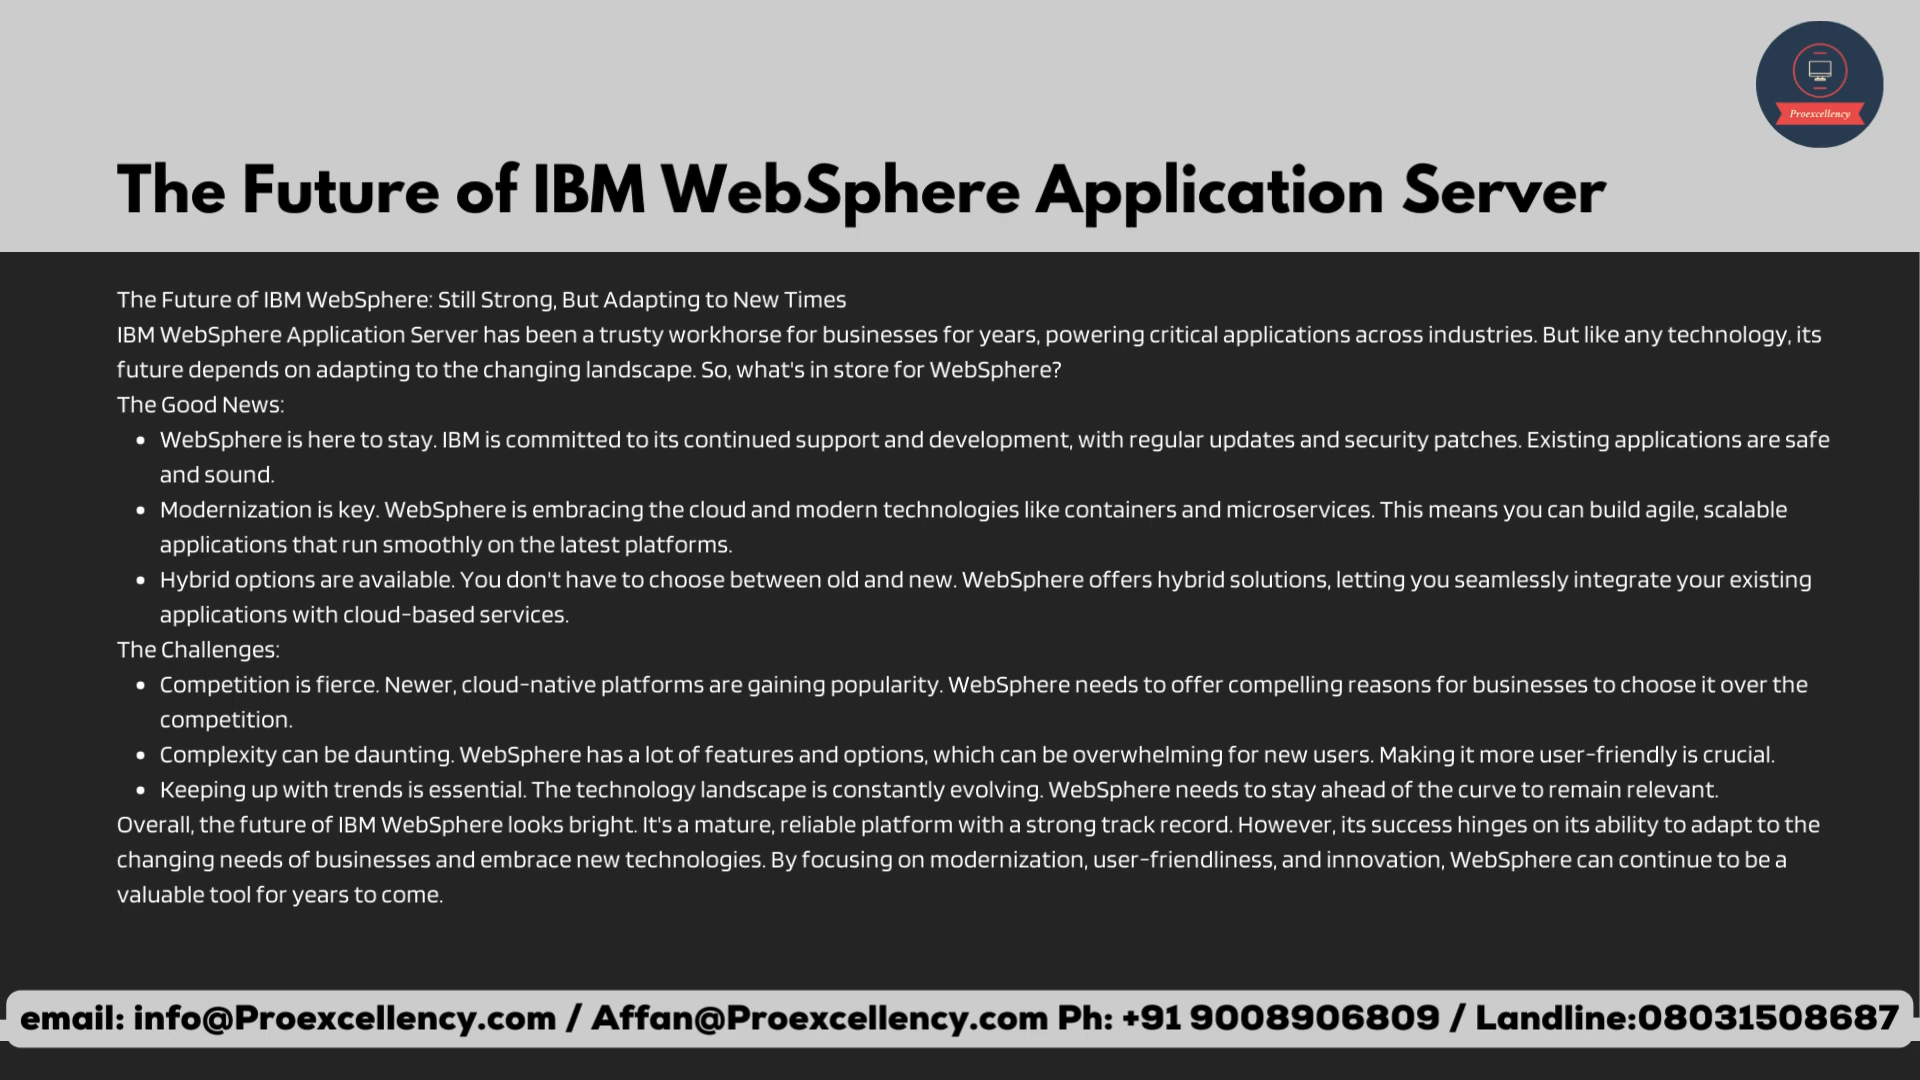 Proexcellency
The Future of IBM WebSphere Application Server
The Future of IBM WebSphere: Still Strong, But Adapting to New Times
IBM WebSphere Application Server has been a trusty workhorse for businesses for years, powering critical applications across industries. But like any technology, its
future depends on adapting to the changing landscape. So, what's in store for WebSphere?
The Good News:
• WebSphere is here to stay. IBM is committed to its continued support and development, with regular updates and security patches. Existing applications are safe
and sound.
• Modernization is key. WebSphere is embracing the cloud and modern technologies like containers and microservices. This means you can build agile, scalable
applications that run smoothly on the latest platforms.
• Hybrid options are available. You don't have to choose between old and new. WebSphere offers hybrid solutions, letting you seamlessly integrate your existing
applications with cloud-based services.
The Challenges:
• Competition is fierce. Newer, cloud-native platforms are gaining popularity. WebSphere needs to offer compelling reasons for businesses to choose it over the
competition.
• Complexity can be daunting. WebSphere has a lot of features and options, which can be overwhelming for new users. Making it more user-friendly is crucial.
• Keeping up with trends is essential. The technology landscape is constantly evolving. WebSphere needs to stay ahead of the curve to remain relevant.
Overall, the future of IBM WebSphere looks bright. It's a mature, reliable platform with a strong track record. However, its success hinges on its ability to adapt to the
changing needs of businesses and embrace new technologies. By focusing on modernization, user-friendliness, and innovation, WebSphere can continue to be a
valuable tool for years to come.
email: info@Proexcellency.com / Affan@Proexcellency.com Ph: +91 9008906809 / Landline:08031508687